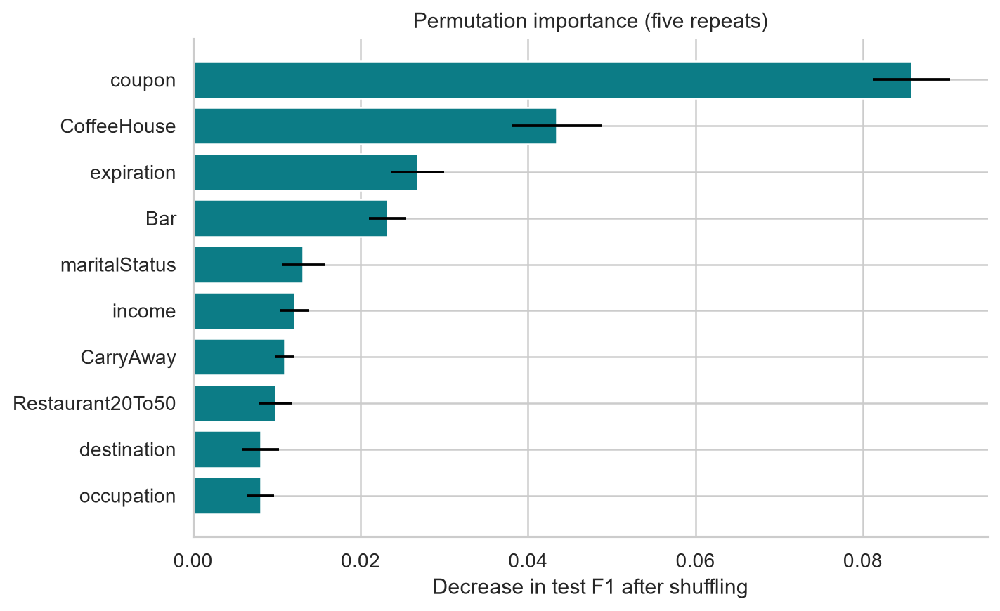 Permutation importance (five repeats)
coupon
CoffeeHouse
expiration
Bar
maritalStatus
income
CarryAway
Restaurant20To50
destination
occupation
0.00 0.02 0.04 0.06 0.08
Decrease in test F1 after shuffling